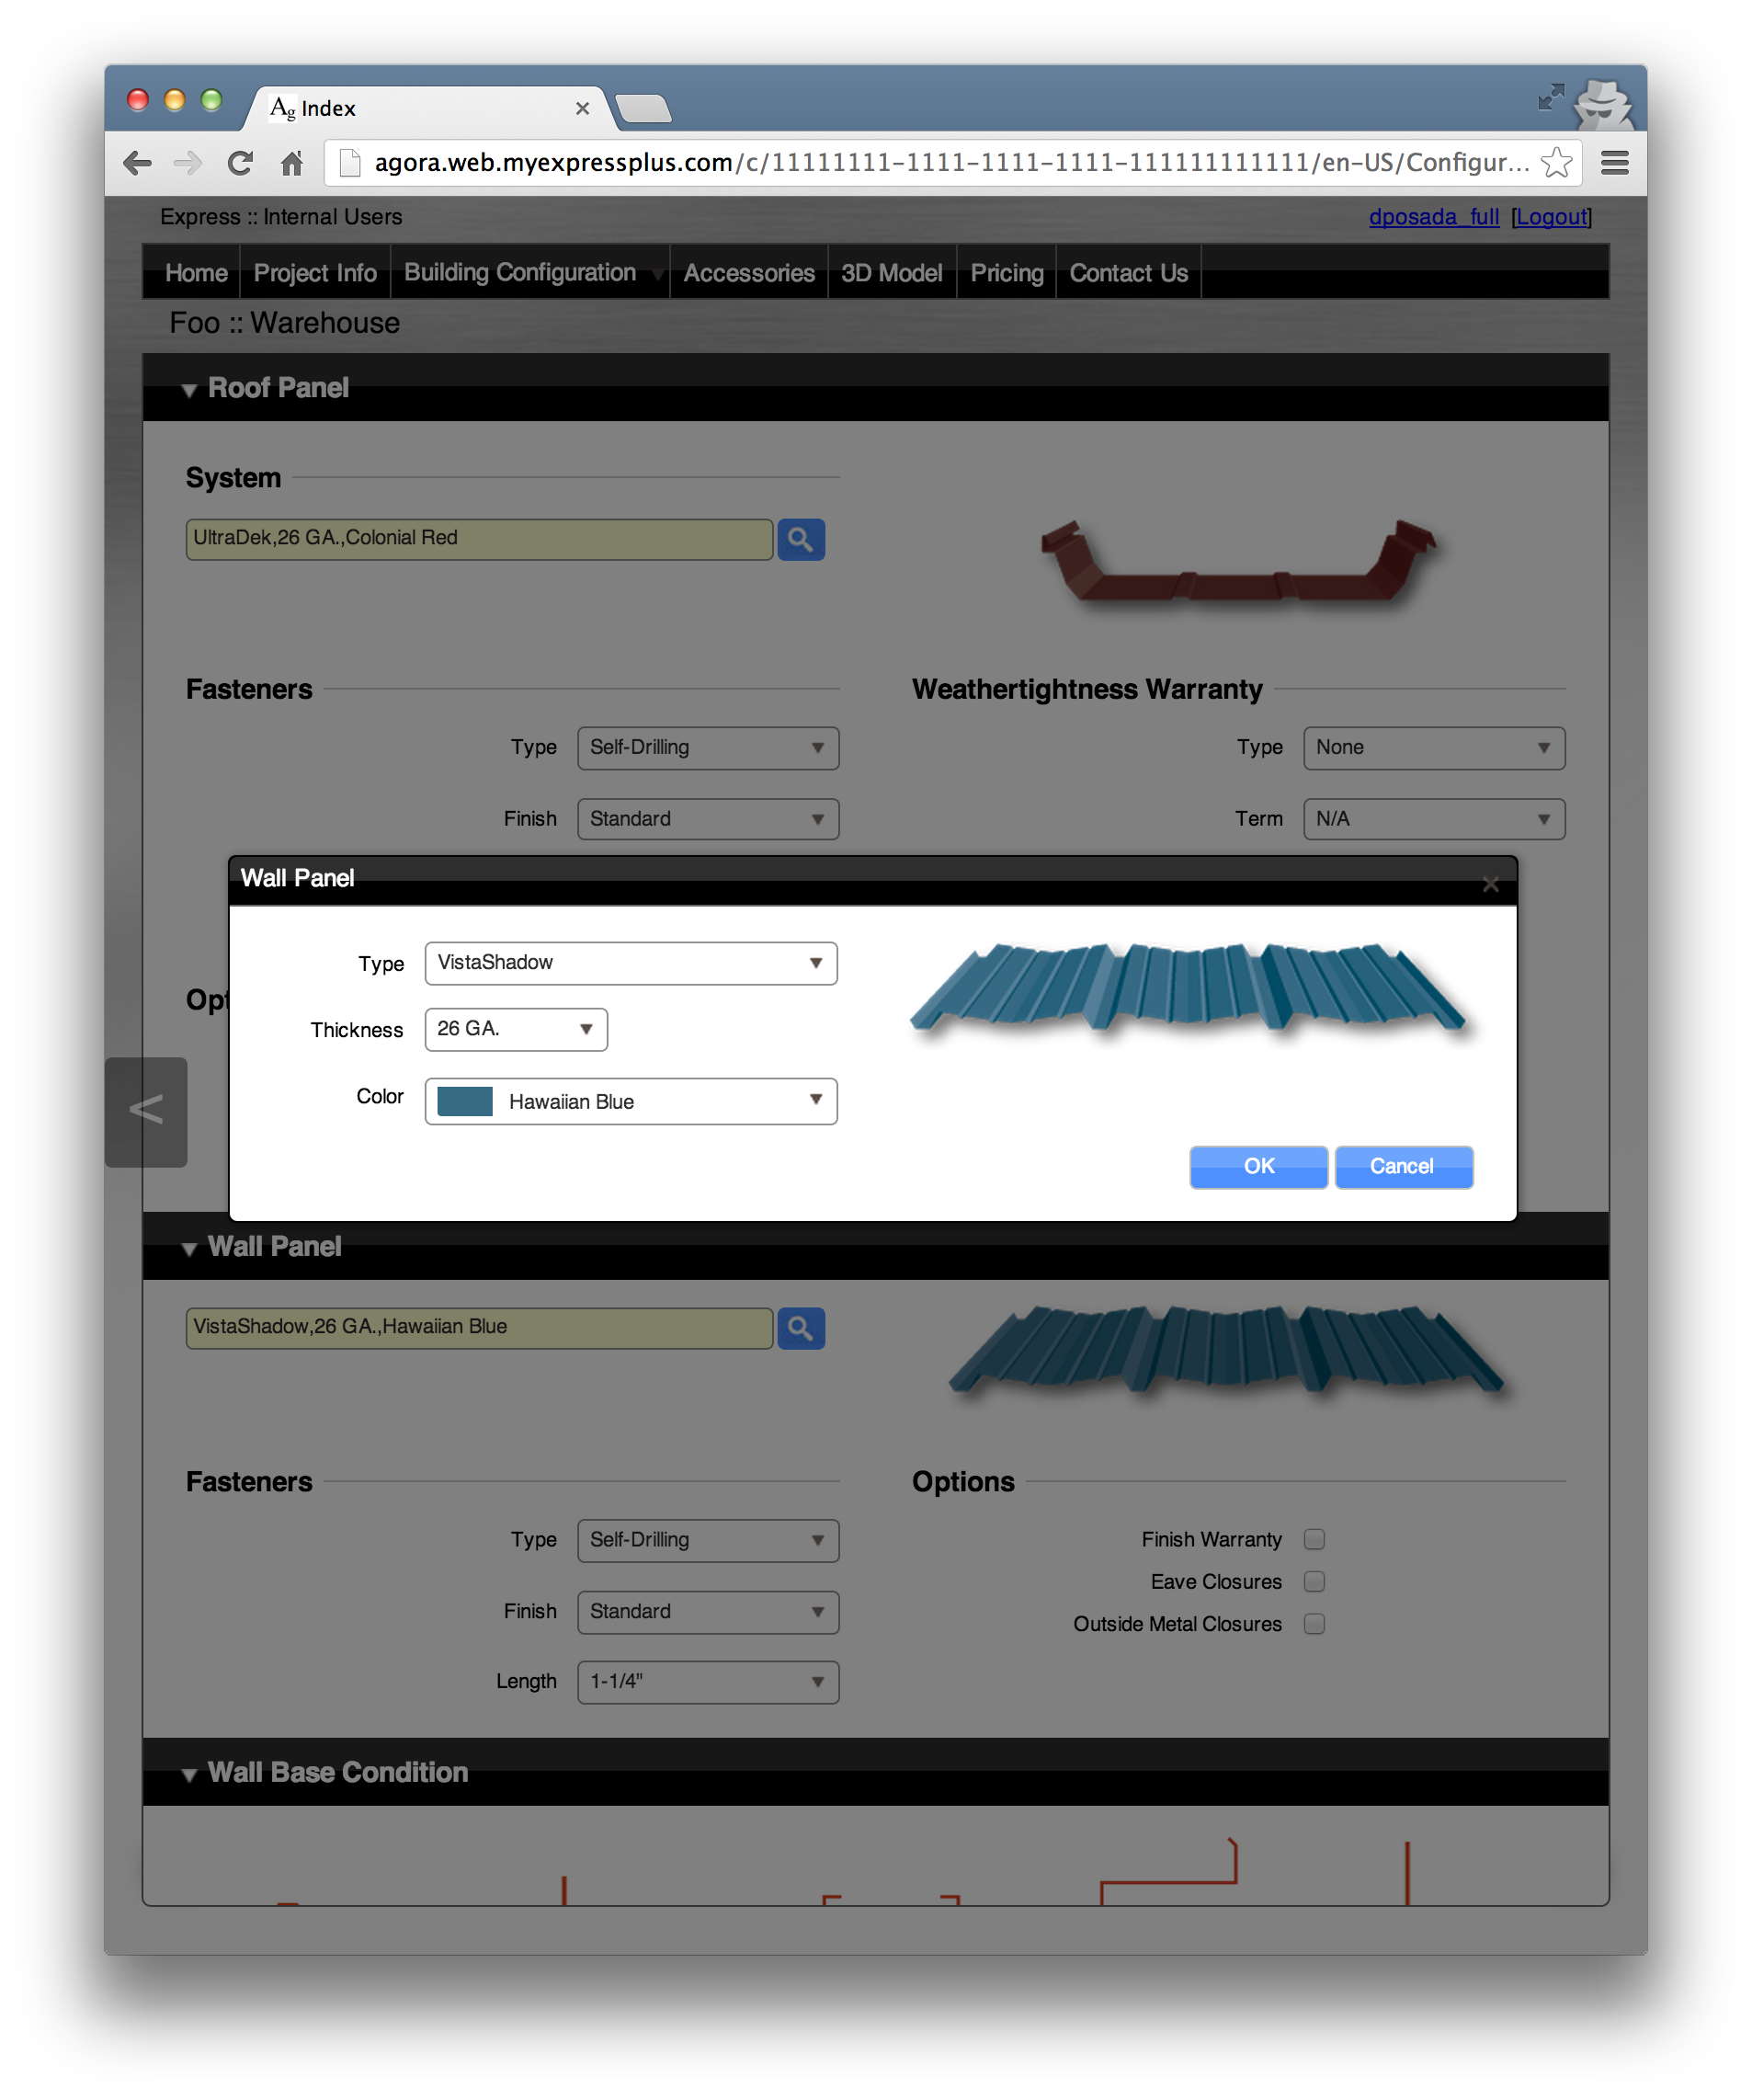 Ag Index
agora.web.myexpressplus.com/c/11111111-1111-1111-1111-111111111111/en-US/Configur...
Express :: Internal Users
dposada_full [Logout]
Home Project Info Building Configuration Accessories 3D Model Pricing Contact Us
Foo :: Warehouse
Roof Panel
System
UltraDek,26 GA.,Colonial Red
Fasteners
Weathertightness Warranty
Type Self-Drilling
Type None
Finish Standard
Term N/A
Wall Panel
Type VistaShadow
Thickness 26 GA.
Color Hawaiian Blue
OK Cancel
Opt
<
Wall Panel
VistaShadow,26 GA.,Hawaiian Blue
Fasteners
Options
Type Self-Drilling
Finish Warranty
Eave Closures
Finish Standard
Outside Metal Closures
Length 1-1/4"
Wall Base Condition